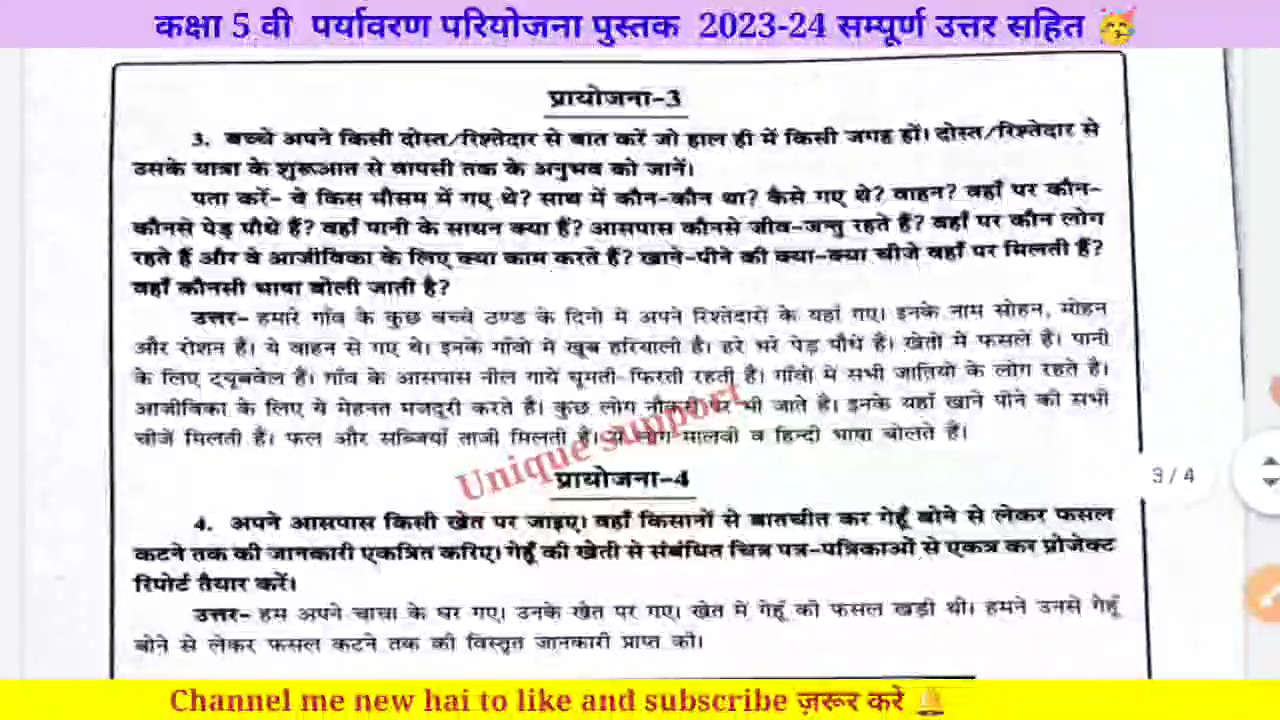 कक्षा 5 वी पर्यावरण परियोजना पुस्तक 2023-24 सम्पूर्ण उत्तर सहित 🥳
प्रायोजना-3
3. बच्चे अपने किसी दोस्त/रिश्तेदार से बात करें जो हाल ही में किसी जगह हों। दोस्त/रिश्तेदार से
उसके यात्रा के शुरूआत से वापसी तक के अनुभव को जानें।
पता करें- वे किस मौसम में गए थे? साथ में कौन-कौन था? कैसे गए थे? वाहन? वहाँ पर कौन-
कौनसे पेड़ पौधे हैं? वहाँ पानी के साधन क्या हैं? आसपास कौनसे जीव-जन्तु रहते हैं? वहाँ पर कौन लोग
रहते हैं और वे आजीविका के लिए क्या काम करते हैं? खाने-पीने की क्या-क्या चीजे वहाँ पर मिलती हैं?
वहाँ कौनसी भाषा बोली जाती है?
उत्तर- हमारे गाँव के कुछ बच्चे ठण्ड के दिनो मे अपने रिश्तेदारों के यहाँ गए। इनके नाम सोहन, मोहन
और रोशन हैं। ये वाहन से गए थे। इनके गाँवो मे खूब हरियाली है। हरे भरे पेड़ पौधे हैं। खेतों में फसले हैं। पानी
के लिए ट्यूबवेल हैं। गाँव के आसपास नील गाये घूमती-फिरती रहती है। गाँवो मे सभी जातियों के लोग रहते है।
आजीविका के लिए ये मेहनत मजदूरी करते है। कुछ लोग नौकरी पर भी जाते है। इनके यहाँ खाने पीने की सभी
चीजें मिलती हैं। फल और सब्जियाँ ताजी मिलती हैं। ये लोग मालवी व हिन्दी भाषा बोलते हैं।
Unique support
प्रायोजना-4
4. अपने आसपास किसी खेत पर जाइए। वहाँ किसानों से बातचीत कर गेहूँ बोने से लेकर फसल
कटने तक की जानकारी एकत्रित करिए। गेहूँ की खेती से संबंधित चित्र पत्र-पत्रिकाओं से एकत्र कर प्रोजेक्ट
रिपोर्ट तैयार करें।
उत्तर- हम अपने चाचा के घर गए। उनके खेत पर गए। खेत मे गेहूँ की फसल खड़ी थी। हमने उनसे गेहूँ
बोने से लेकर फसल कटने तक की विस्तृत जानकारी प्राप्त की।
3 / 4
Channel me new hai to like and subscribe ज़रूर करे 🔔